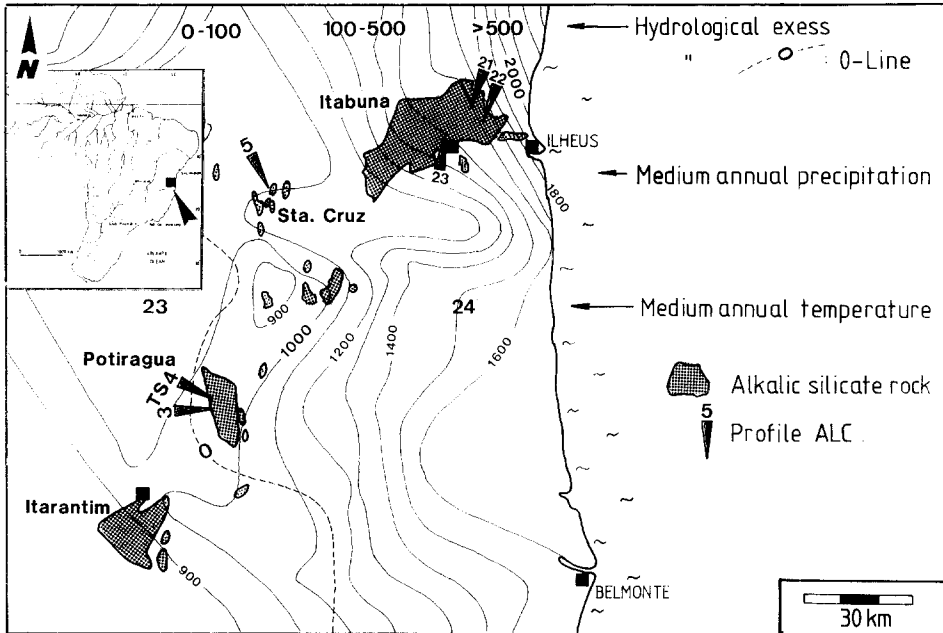 0-100 100-500 >500 Hydrological exess
" O-Line
N
21
22
2000
Itabuna
ILHEUS
5
23
Medium annual precipitation
1800
Sta. Cruz
23 24 Medium annual temperature
900
1000
1200
1400
1600
Potiragua
TS4
3
Alkalic silicate rock
5
Profile ALC.
O
Itarantim
900
BELMONTE
30 km